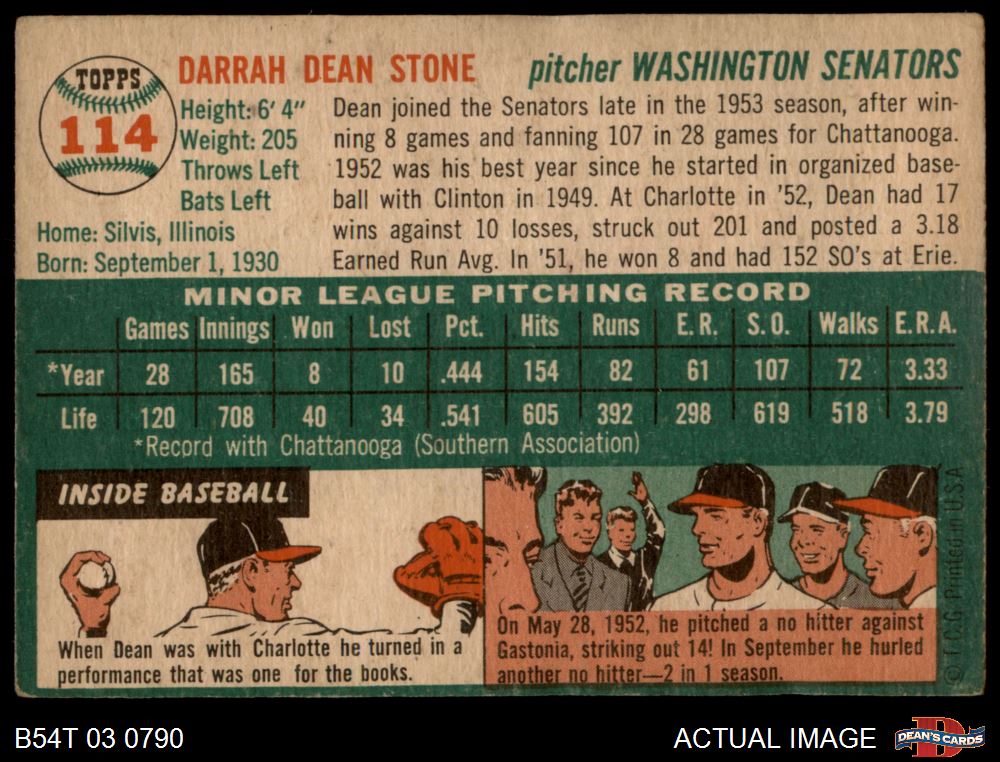 TOPPS
114
DARRAH DEAN STONE
pitcher WASHINGTON SENATORS
Height: 6' 4"
Weight: 205
Throws Left
Bats Left
Home: Silvis, Illinois
Born: September 1, 1930
Dean joined the Senators late in the 1953 season, after win-
ning 8 games and fanning 107 in 28 games for Chattanooga.
1952 was his best year since he started in organized base-
ball with Clinton in 1949. At Charlotte in '52, Dean had 17
wins against 10 losses, struck out 201 and posted a 3.18
Earned Run Avg. In '51, he won 8 and had 152 SO's at Erie.
MINOR LEAGUE PITCHING RECORD
Games Innings Won Lost Pct. Hits Runs E.R. S.O. Walks E.R.A.
*Year 28 165 8 10 .444 154 82 61 107 72 3.33
Life 120 708 40 34 .541 605 392 298 619 518 3.79
*Record with Chattanooga (Southern Association)
INSIDE BASEBALL
When Dean was with Charlotte he turned in a
performance that was one for the books.
On May 28, 1952, he pitched a no hitter against
Gastonia, striking out 14! In September he hurled
another no hitter—2 in 1 season.
© T.C.G. Printed in U.S.A.
B54T 03 0790
ACTUAL IMAGE
DEAN'S CARDS